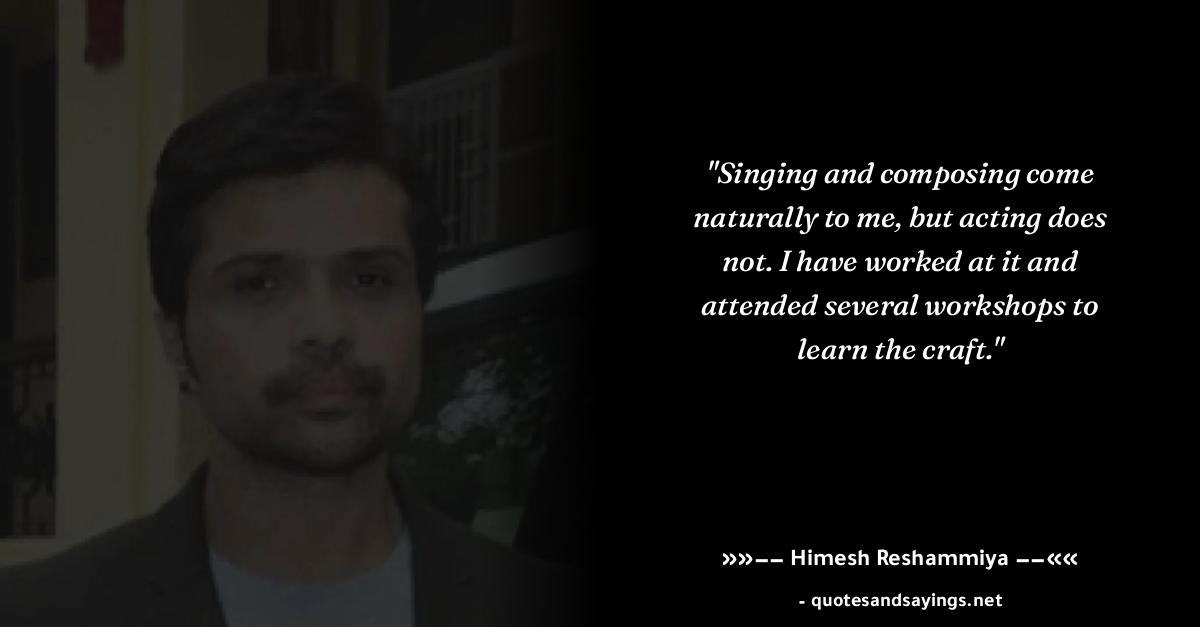 "Singing and composing come
naturally to me, but acting does
not. I have worked at it and
attended several workshops to
learn the craft."
»»−− Himesh Reshammiya −−««
- quotesandsayings.net